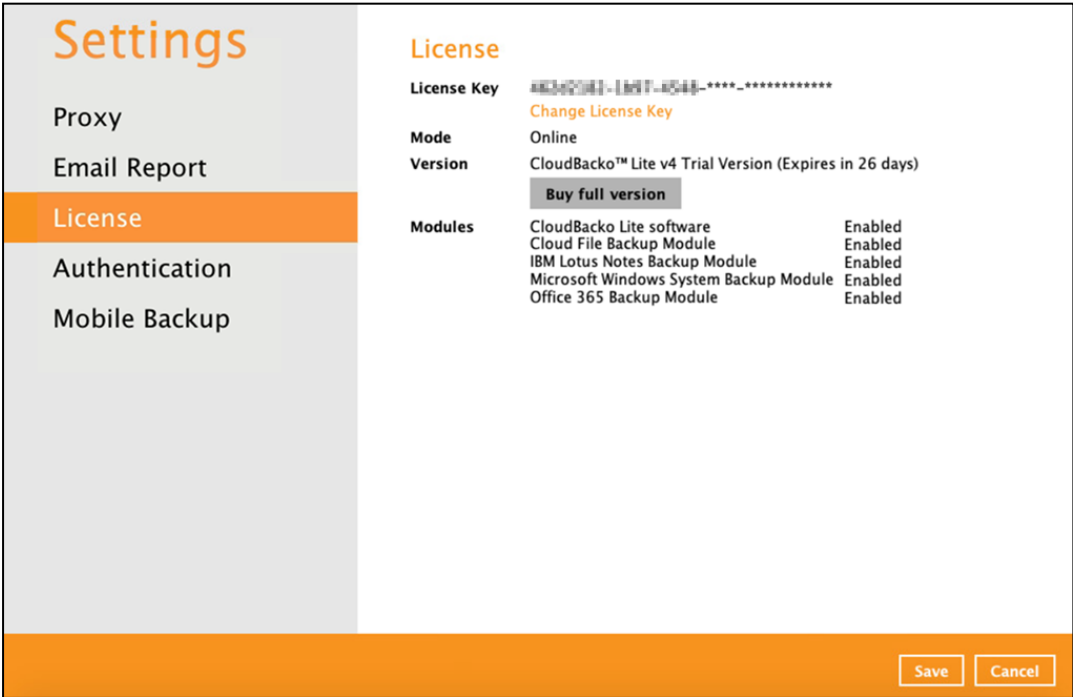 Settings
Proxy
Email Report
License
Authentication
Mobile Backup
License
License Key -****-************
Change License Key
Mode Online
Version CloudBacko™ Lite v4 Trial Version (Expires in 26 days)
Buy full version
Modules CloudBacko Lite software Enabled
Cloud File Backup Module Enabled
IBM Lotus Notes Backup Module Enabled
Microsoft Windows System Backup Module Enabled
Office 365 Backup Module Enabled
Save Cancel